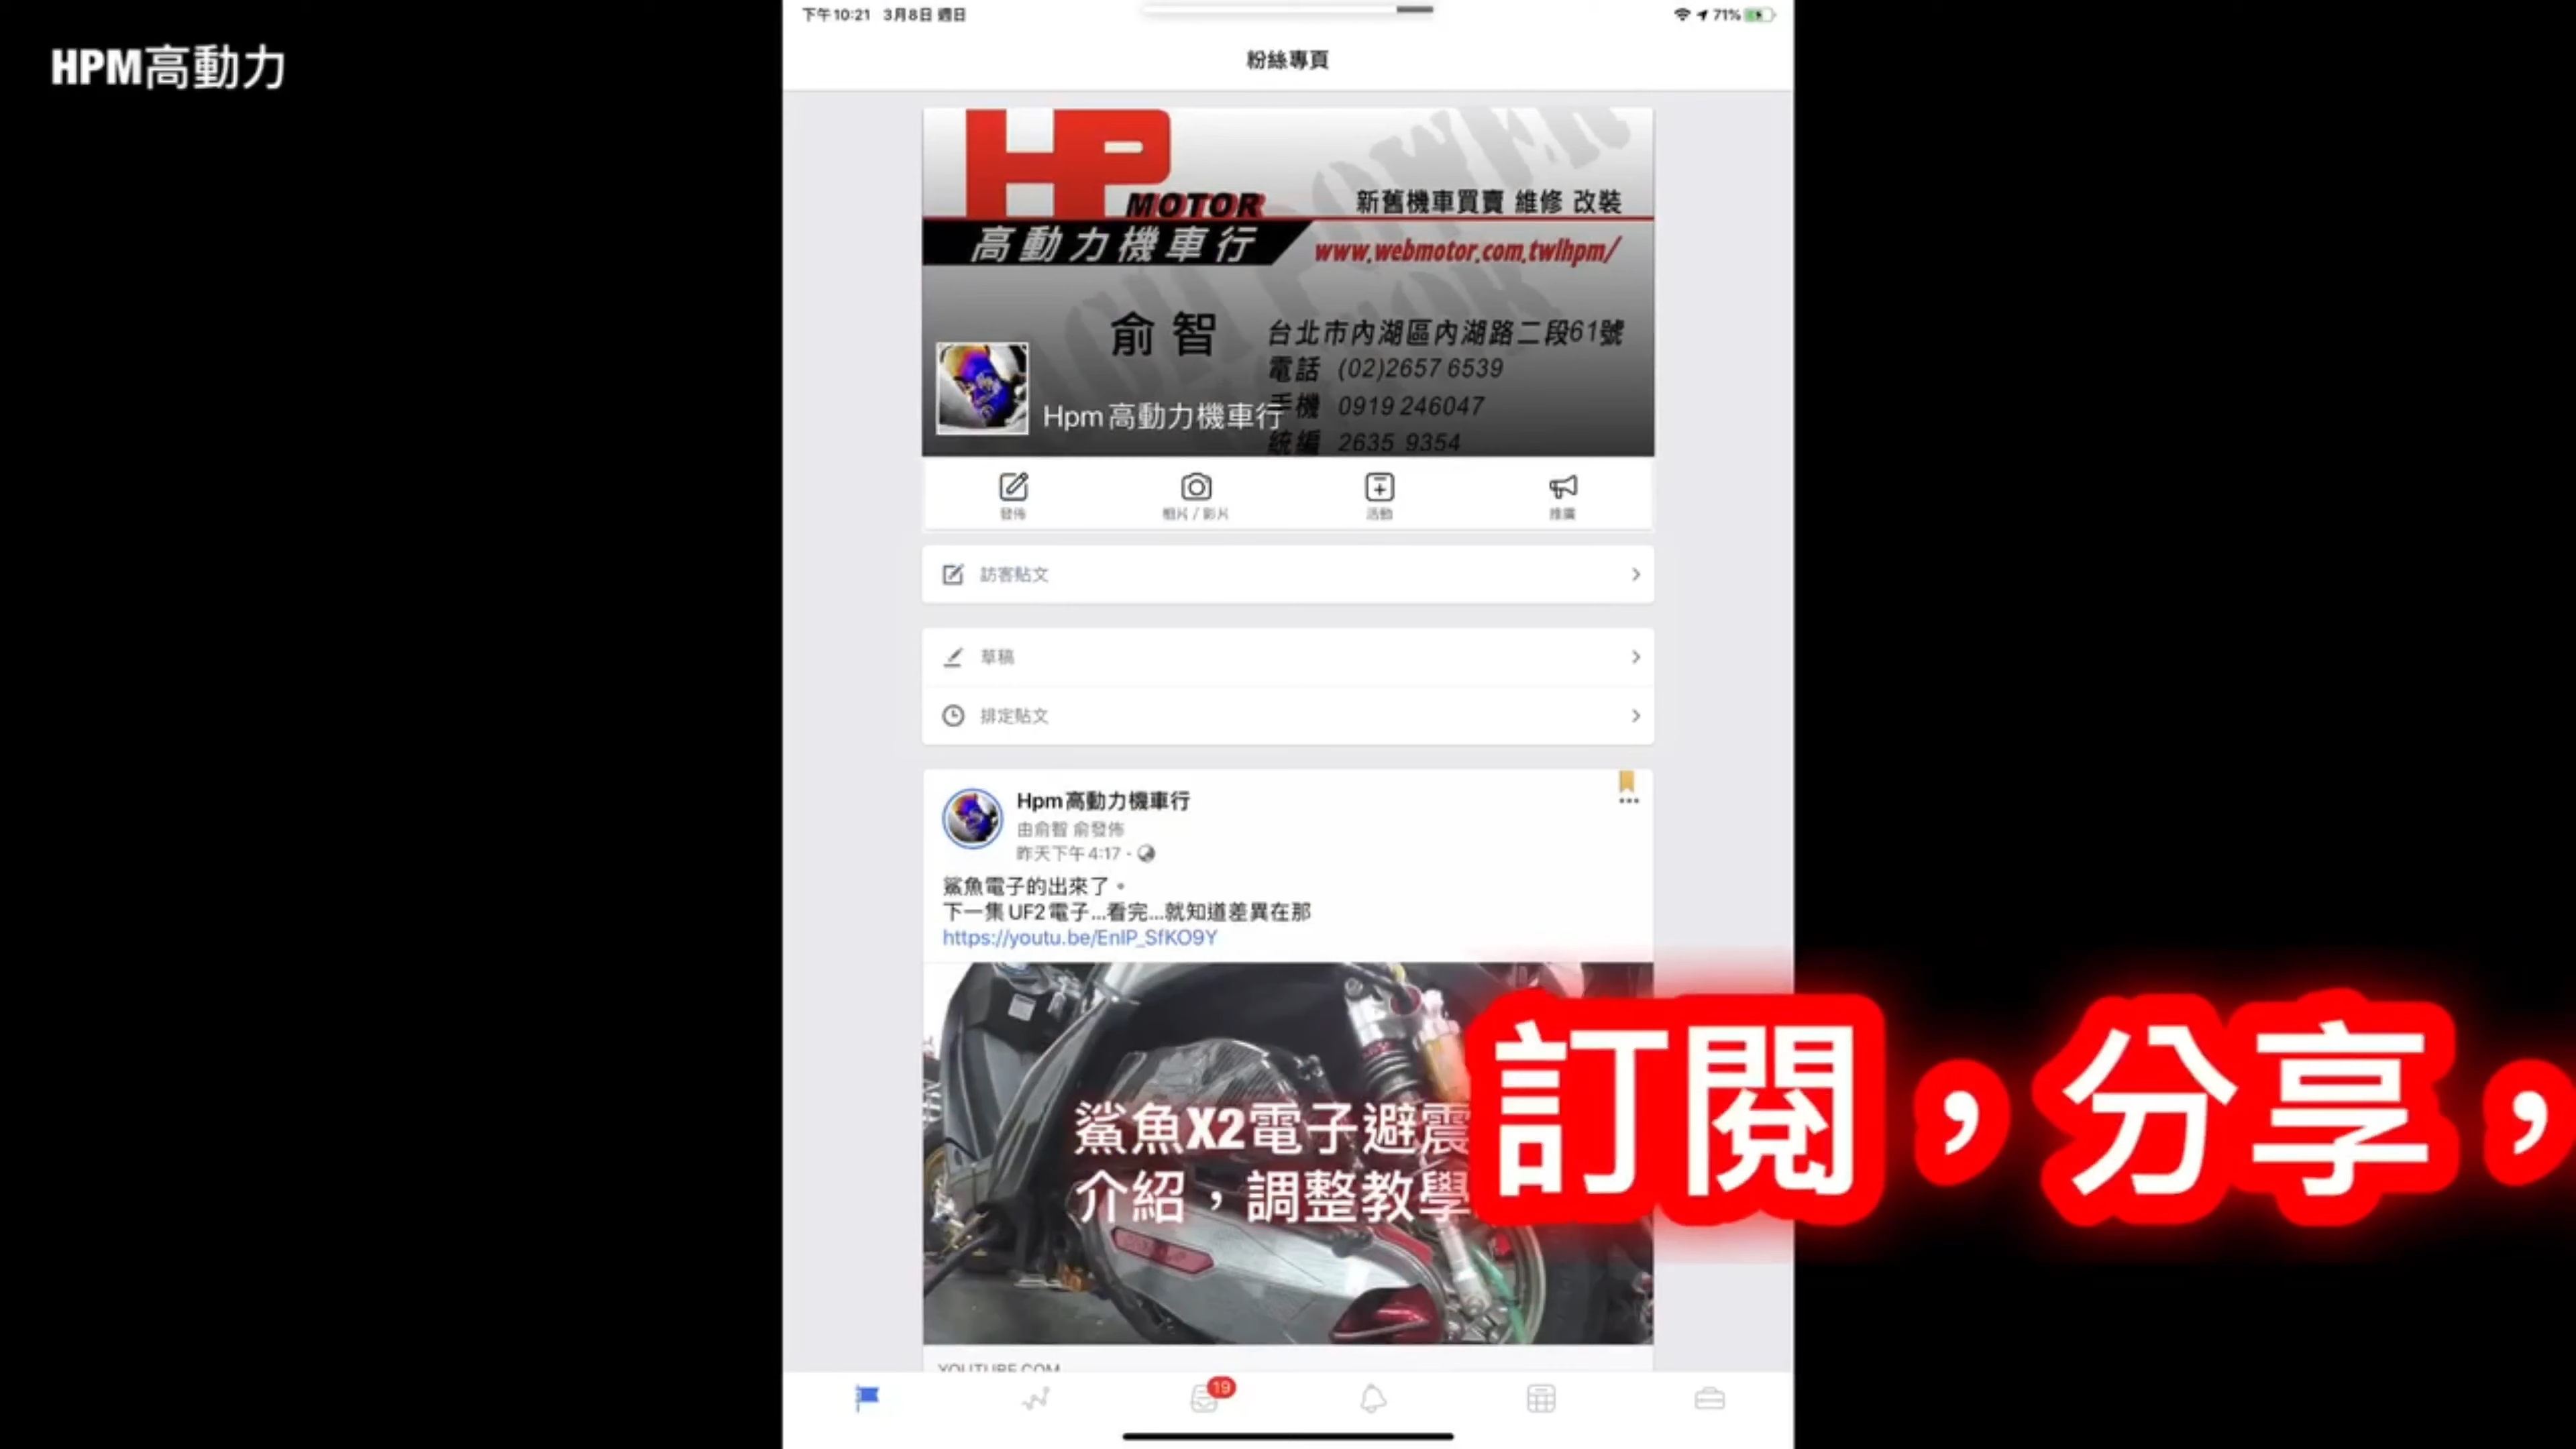 HPM高動力
下午10:21 3月8日 週日
71%
粉絲專頁
HP
MOTOR
新舊機車買賣 維修 改裝
高動力機車行
www.webmotor.com.twlhpm/
俞智
台北市內湖區內湖路二段61號
電話 (02)2657 6539
手機 0919 246047
Hpm高動力機車行
統編 2635 9354
發佈
相片 / 影片
活動
推廣
訪客貼文
草稿
排定貼文
Hpm高動力機車行
由俞智 俞發佈
昨天下午4:17 ·
鯊魚電子的出來了。
下一集 UF2電子...看完...就知道差異在那
https://youtu.be/EnlP_SfKO9Y
鯊魚X2電子避震
介紹，調整教學
訂閱，分享，
YOUTUBE.COM
19